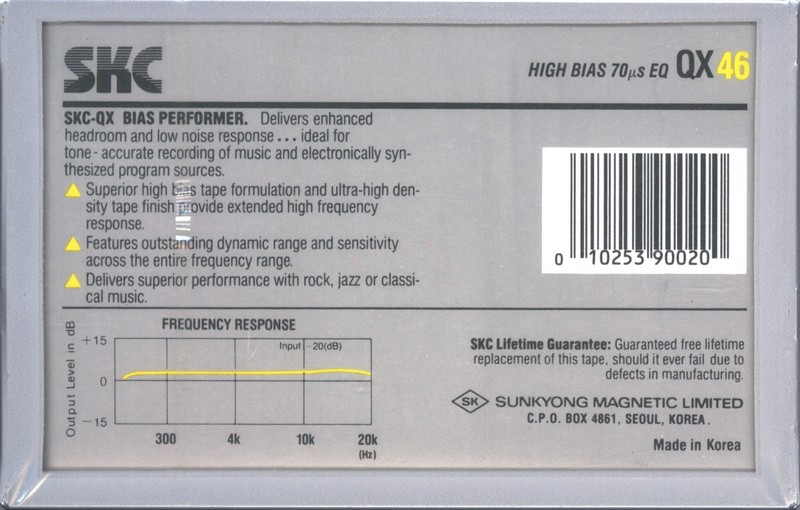 SKC
HIGH BIAS 70µs EQ QX46
SKC-QX BIAS PERFORMER. Delivers enhanced
headroom and low noise response... ideal for
tone-accurate recording of music and electronically syn-
thesized program sources.
Superior high bias tape formulation and ultra-high den-
sity tape finish provide extended high frequency
response.
Features outstanding dynamic range and sensitivity
across the entire frequency range.
Delivers superior performance with rock, jazz or classi-
cal music.
0 10253 90020
FREQUENCY RESPONSE
Output Level in dB
+15
Input -20(dB)
0
-15
300 4k 10k 20k
(Hz)
SKC Lifetime Guarantee: Guaranteed free lifetime
replacement of this tape, should it ever fail due to
defects in manufacturing.
SK SUNKYONG MAGNETIC LIMITED
C.P.O. BOX 4861, SEOUL, KOREA.
Made in Korea